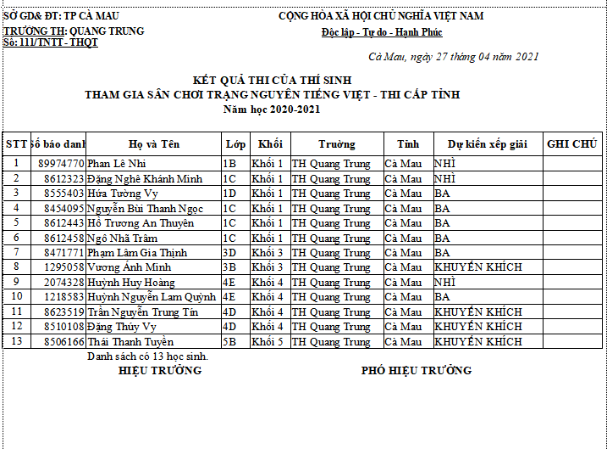 SỞ GD& ĐT: TP CÀ MAU CỘNG HÒA XÃ HỘI CHỦ NGHĨA VIỆT NAM
TRƯỜNG TH: QUANG TRUNG Độc lập - Tự do - Hạnh Phúc
Số: 111/TNTT - THQT
Cà Mau, ngày 27 tháng 04 năm 2021
KẾT QUẢ THI CỦA THÍ SINH
THAM GIA SÂN CHƠI TRẠNG NGUYÊN TIẾNG VIỆT - THI CẤP TỈNH
Năm học 2020-2021
STT Số báo danh Họ và Tên Lớp Khối Trường Tỉnh Dự kiến xếp giải GHI CHÚ
1 89974770 Phan Lê Nhi 1B Khối 1 TH Quang Trung Cà Mau NHÌ
2 8612323 Đặng Nghê Khánh Minh 1C Khối 1 TH Quang Trung Cà Mau NHÌ
3 8555403 Hứa Tường Vy 1D Khối 1 TH Quang Trung Cà Mau BA
4 8454095 Nguyễn Bùi Thanh Ngọc 1C Khối 1 TH Quang Trung Cà Mau BA
5 8612443 Hồ Trương An Thuyên 1C Khối 1 TH Quang Trung Cà Mau BA
6 8612458 Ngô Nhã Trâm 1C Khối 1 TH Quang Trung Cà Mau BA
7 8471771 Phạm Lâm Gia Thịnh 3D Khối 3 TH Quang Trung Cà Mau BA
8 1295058 Vương Ánh Minh 3B Khối 3 TH Quang Trung Cà Mau KHUYẾN KHÍCH
9 2074328 Huỳnh Huy Hoàng 4E Khối 4 TH Quang Trung Cà Mau NHÌ
10 1218583 Huỳnh Nguyễn Lam Quỳnh 4E Khối 4 TH Quang Trung Cà Mau BA
11 8623519 Trần Nguyễn Trung Tín 4D Khối 4 TH Quang Trung Cà Mau KHUYẾN KHÍCH
12 8510108 Đặng Thúy Vy 4D Khối 4 TH Quang Trung Cà Mau KHUYẾN KHÍCH
13 8506166 Thái Thanh Tuyền 5B Khối 5 TH Quang Trung Cà Mau KHUYẾN KHÍCH
Danh sách có 13 học sinh.
HIỆU TRƯỞNG PHÓ HIỆU TRƯỞNG